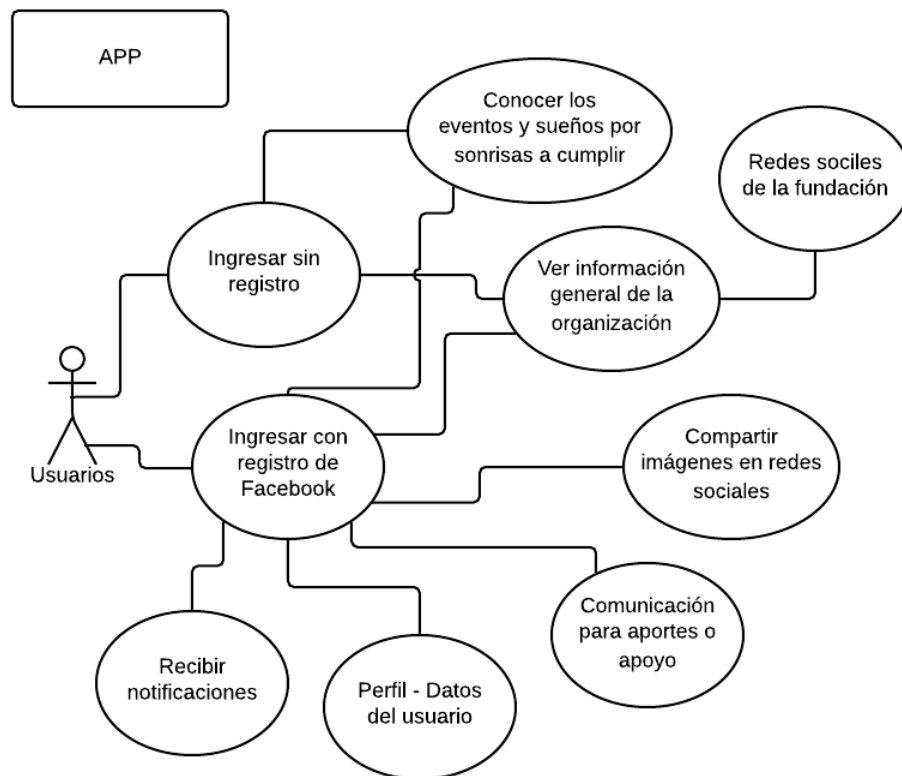 APP
Conocer los
eventos y sueños por
sonrisas a cumplir
Redes sociles
de la fundación
Ingresar sin
registro
Ver información
general de la
organización
Usuarios
Ingresar con
registro de
Facebook
Compartir
imágenes en redes
sociales
Comunicación
para aportes o
apoyo
Recibir
notificaciones
Perfil - Datos
del usuario